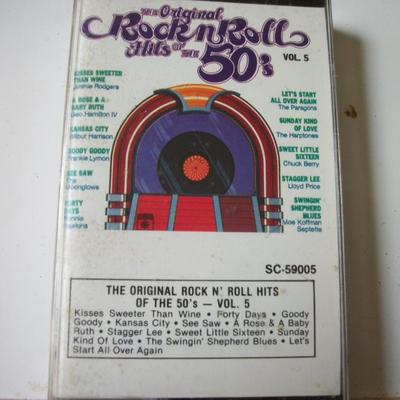 THE Original
Rock n' Roll
Hits OF THE
50's
VOL. 5
KISSES SWEETER
THAN WINE
Jimmie Rodgers
A ROSE & A
BABY RUTH
Geo. Hamilton IV
KANSAS CITY
Wilbut Harrison
GOODY GOODY
Frankie Lymon
SEE SAW
The
Moonglows
FORTY
DAYS
Ronnie
Hawkins
LET'S START
ALL OVER AGAIN
The Paragons
SUNDAY KIND
OF LOVE
The Harptones
SWEET LITTLE
SIXTEEN
Chuck Berry
STAGGER LEE
Lloyd Price
SWINGIN'
SHEPHERD
BLUES
Moe Koffman
Septette
SC-59005
THE ORIGINAL ROCK N' ROLL HITS
OF THE 50's — VOL. 5
Kisses Sweeter Than Wine • Forty Days • Goody
Goody • Kansas City • See Saw • A Rose & A Baby
Ruth • Stagger Lee • Sweet Little Sixteen • Sunday
Kind Of Love • The Swingin' Shepherd Blues • Let's
Start All Over Again